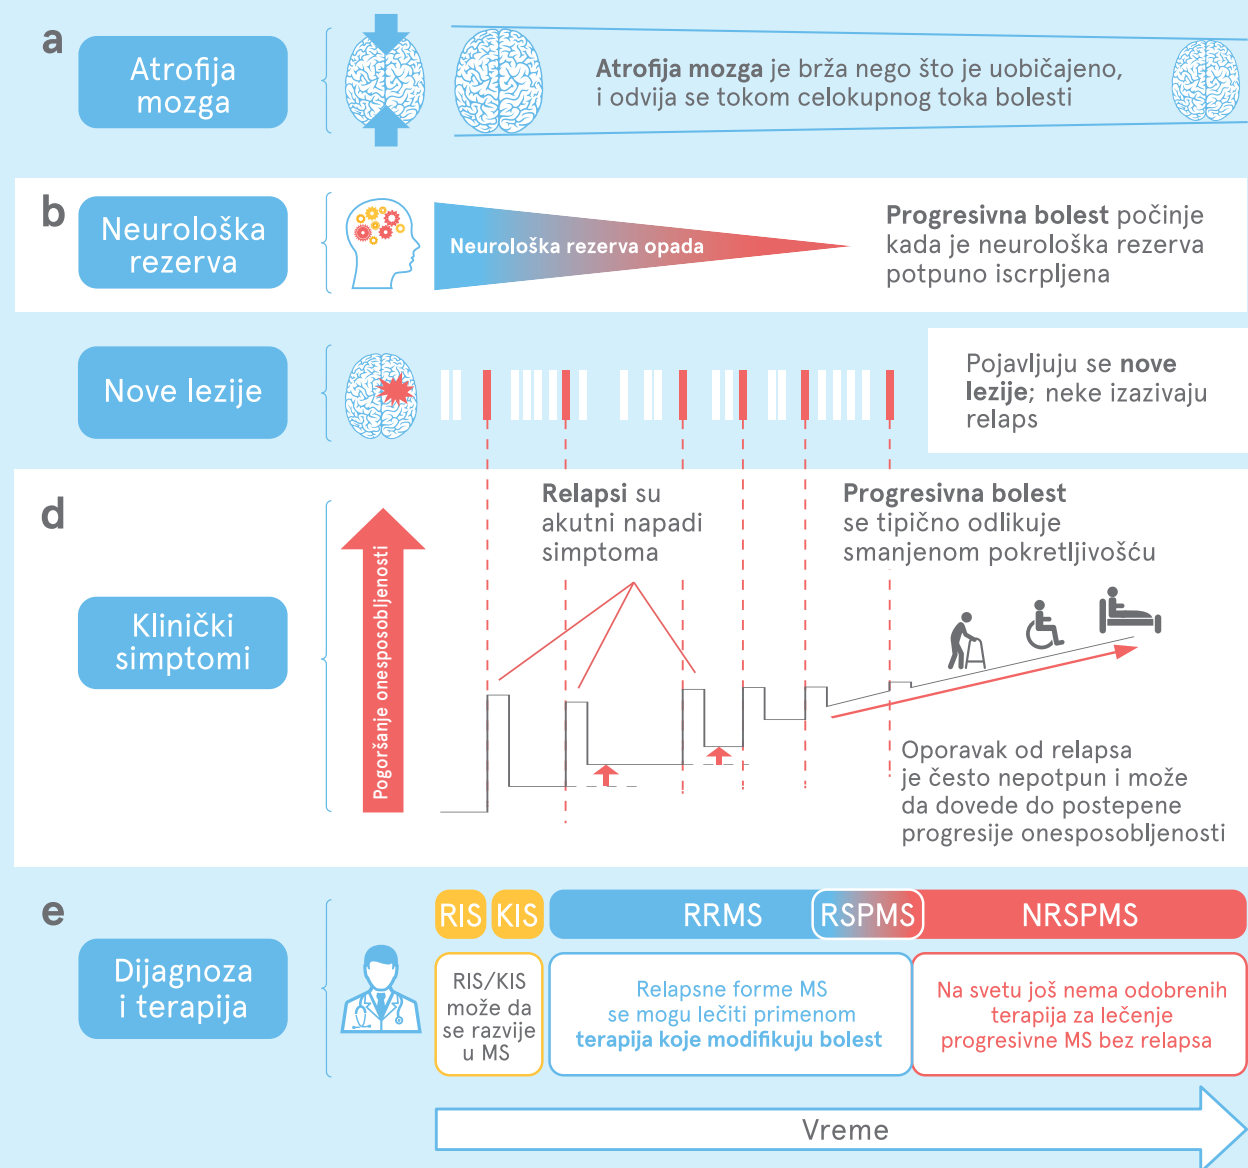 a
Atrofija
mozga
Atrofija mozga je brža nego što je uobičajeno,
i odvija se tokom celokupnog toka bolesti
b
Neurološka
rezerva
Neurološka rezerva opada
Progresivna bolest počinje
kada je neurološka rezerva
potpuno iscrpljena
Nove lezije
Pojavljuju se nove
lezije; neke izazivaju
relaps
d
Klinički
simptomi
Pogoršanje onesposobljenosti
Relapsi su
akutni napadi
simptoma
Progresivna bolest
se tipično odlikuje
smanjenom pokretljivošću
Oporavak od relapsa
je često nepotpun i može
da dovede do postepene
progresije onesposobljenosti
e
Dijagnoza
i terapija
RIS KIS RRMS RSPMS NRSPMS
RIS/KIS
može da
se razvije
u MS
Relapsne forme MS
se mogu lečiti primenom
terapija koje modifikuju bolest
Na svetu još nema odobrenih
terapija za lečenje
progresivne MS bez relapsa
Vreme